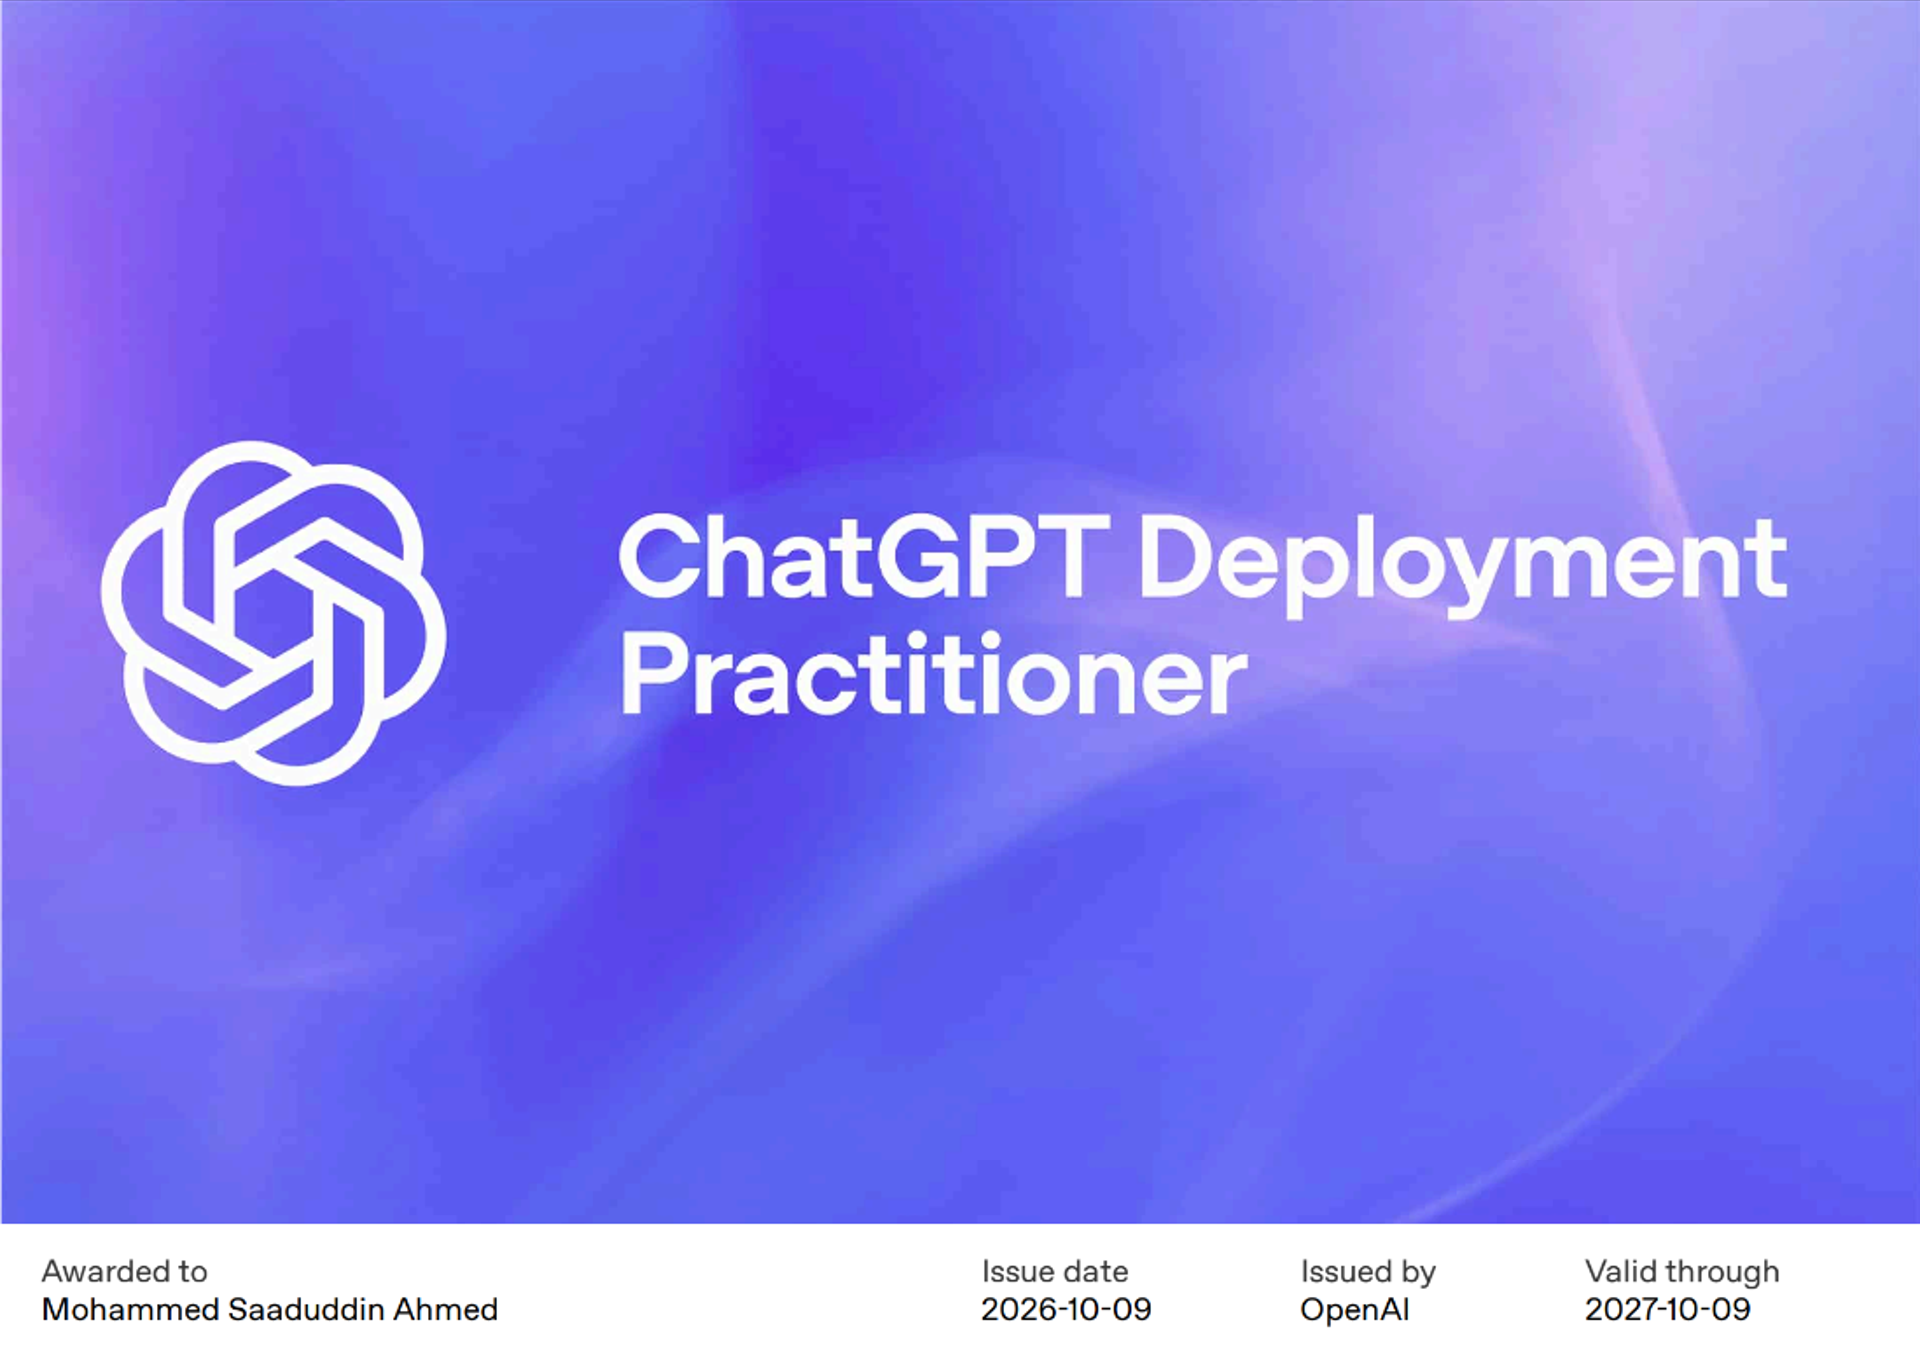 ChatGPT Deployment
Practitioner
Awarded to
Mohammed Saaduddin Ahmed
Issue date
2026-10-09
Issued by
OpenAI
Valid through
2027-10-09